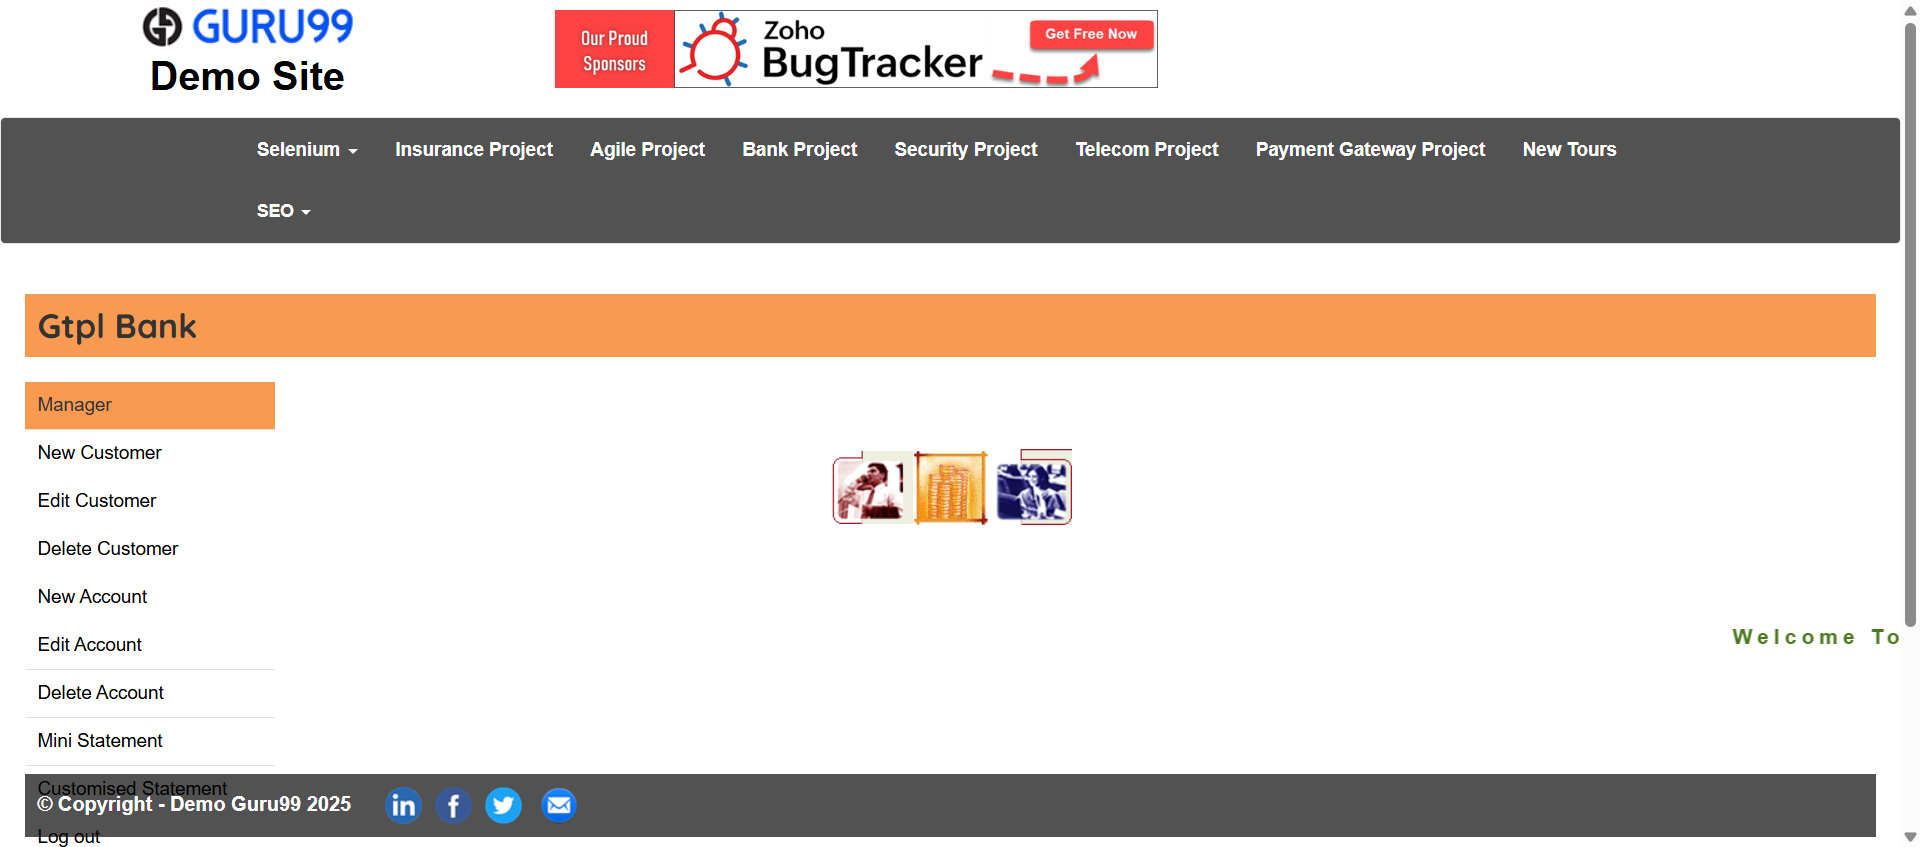 GURU99
Demo Site
Our Proud
Sponsors
Zoho
BugTracker
Get Free Now
Selenium
Insurance Project
Agile Project
Bank Project
Security Project
Telecom Project
Payment Gateway Project
New Tours
SEO
Gtpl Bank
Manager
New Customer
Edit Customer
Delete Customer
New Account
Edit Account
Welcome To
Delete Account
Mini Statement
Customised Statement
© Copyright - Demo Guru99 2025
in
f
Log out